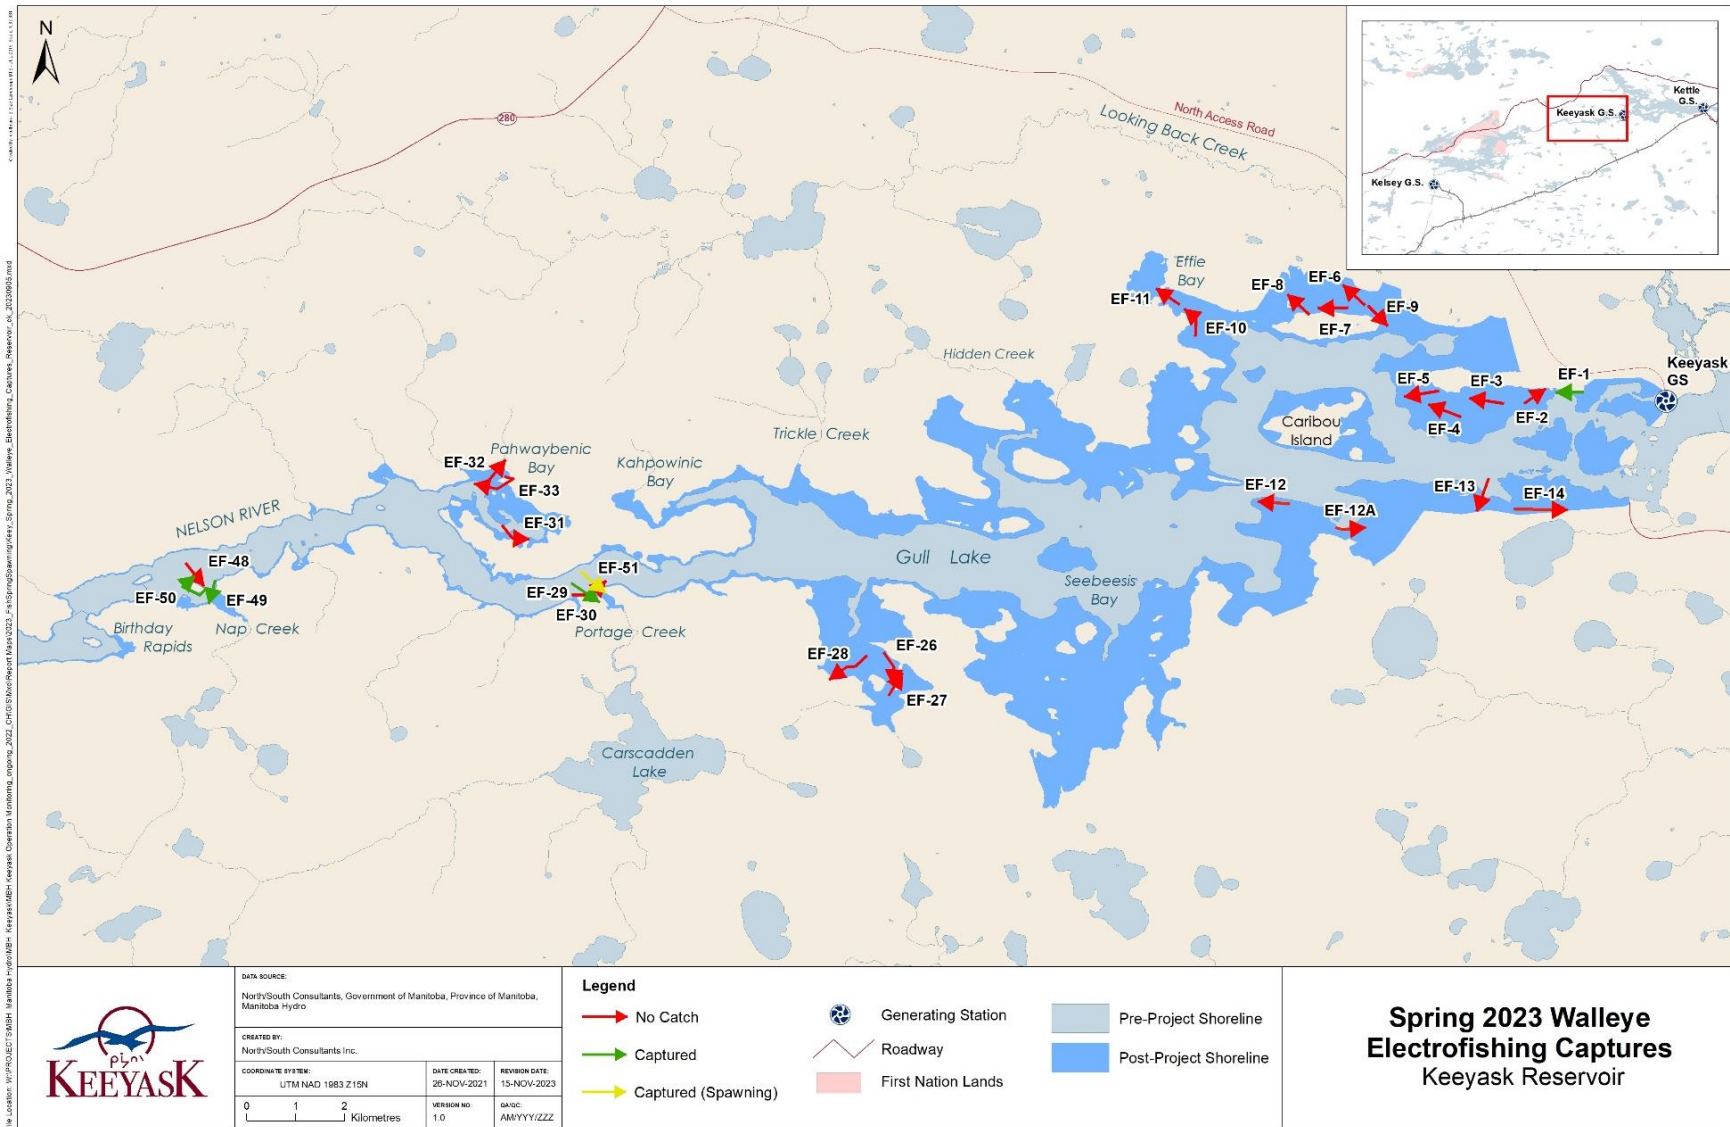 N
280
North Access Road
Looking Back Creek
Kettle
G.S.
Keeyask G.S.
Kelsey G.S.
Effie
Bay
EF-11
EF-10
EF-8
EF-6
EF-9
EF-7
Hidden Creek
Keeyask
GS
EF-5
EF-3
EF-1
EF-4
EF-2
Caribou
Island
Trickle Creek
Pahwaybenic
Bay
Kahpowinic
Bay
EF-32
EF-33
EF-31
EF-12
EF-12A
EF-13
EF-14
NELSON RIVER
Gull Lake
Seebeesis
Bay
EF-48
EF-50
EF-49
EF-51
EF-29
EF-30
Birthday
Rapids
Nap Creek
Portage Creek
EF-28
EF-26
EF-27
Carscadden
Lake
KEEYASK
DATA SOURCE:
North/South Consultants, Government of Manitoba, Province of Manitoba,
Manitoba Hydro
CREATED BY:
North/South Consultants Inc.
COORDINATE SYSTEM:
UTM NAD 1983 Z15N
DATE CREATED:
26-NOV-2021
REVISION DATE:
15-NOV-2023
0 1 2 Kilometres
VERSION NO:
1.0
QA/QC:
AM/YYY/ZZZ
Legend
No Catch
Captured
Captured (Spawning)
Generating Station
Roadway
First Nation Lands
Pre-Project Shoreline
Post-Project Shoreline
Spring 2023 Walleye
Electrofishing Captures
Keeyask Reservoir